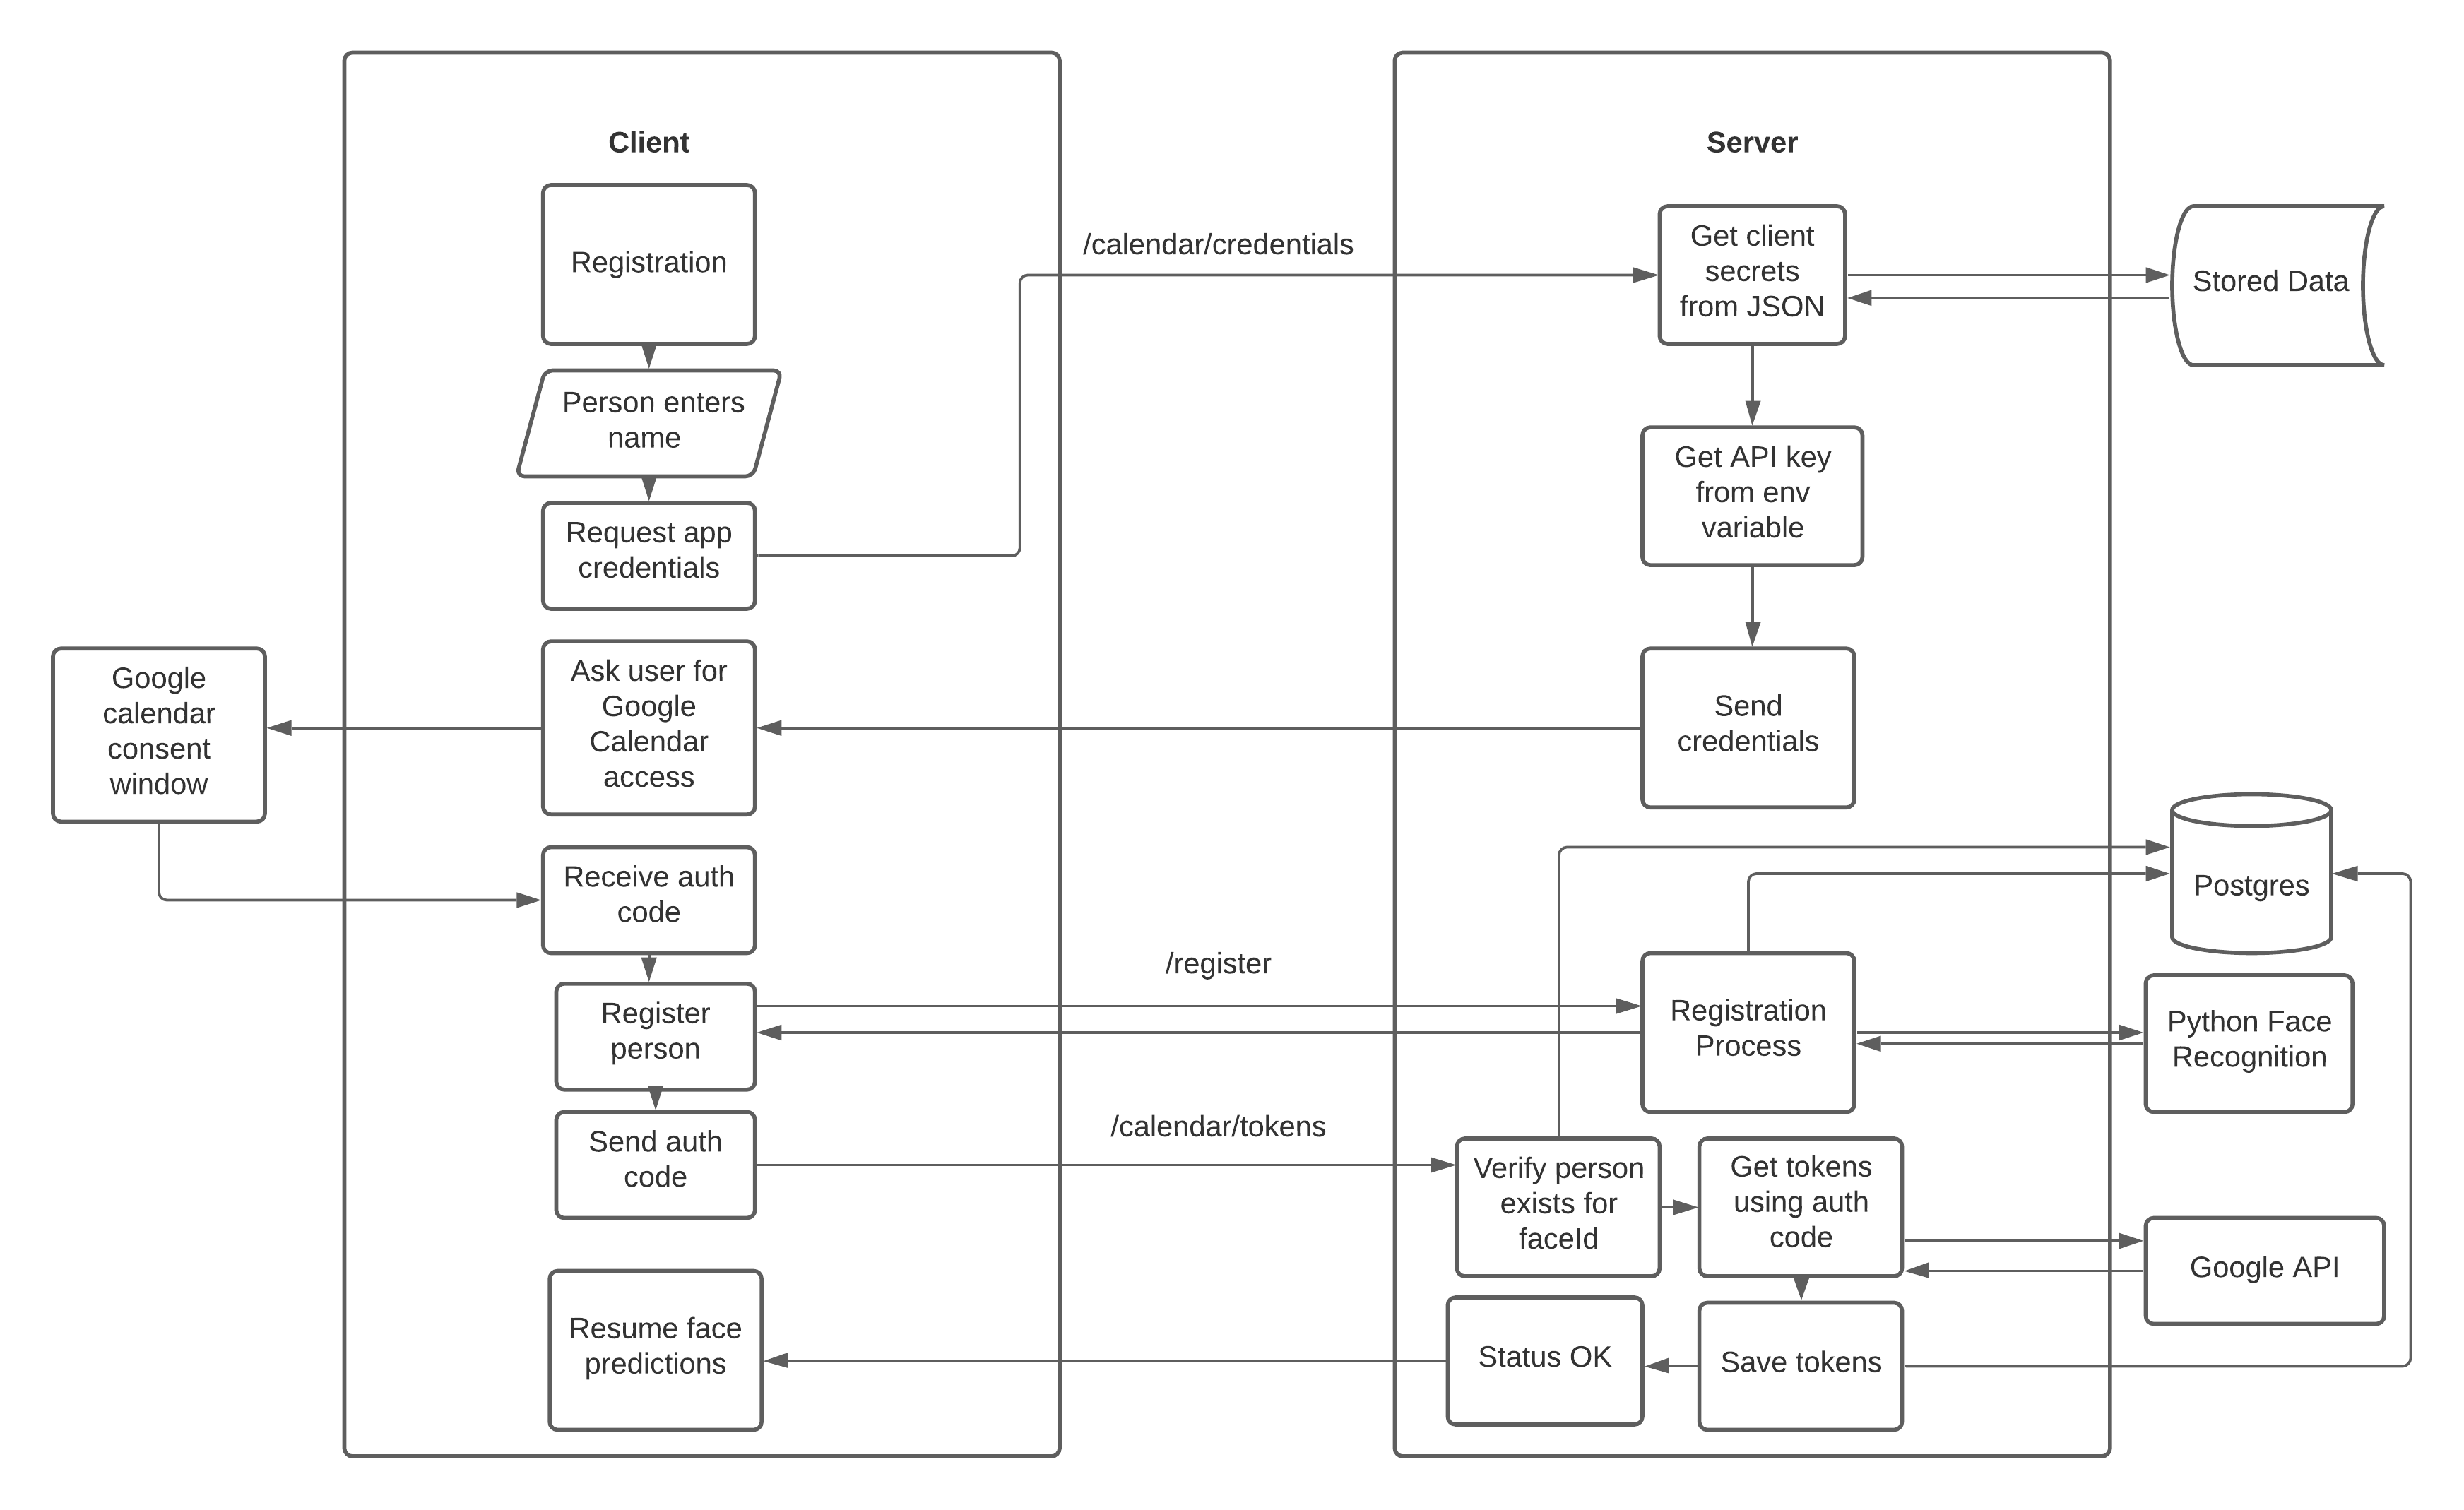 Client
Server
Registration
/calendar/credentials
Get client
secrets
from JSON
Stored Data
Person enters
name
Get API key
from env
variable
Request app
credentials
Google
calendar
consent
window
Ask user for
Google
Calendar
access
Send
credentials
Receive auth
code
Postgres
/register
Register
person
Registration
Process
Python Face
Recognition
/calendar/tokens
Send auth
code
Verify person
exists for
faceId
Get tokens
using auth
code
Google API
Resume face
predictions
Status OK
Save tokens